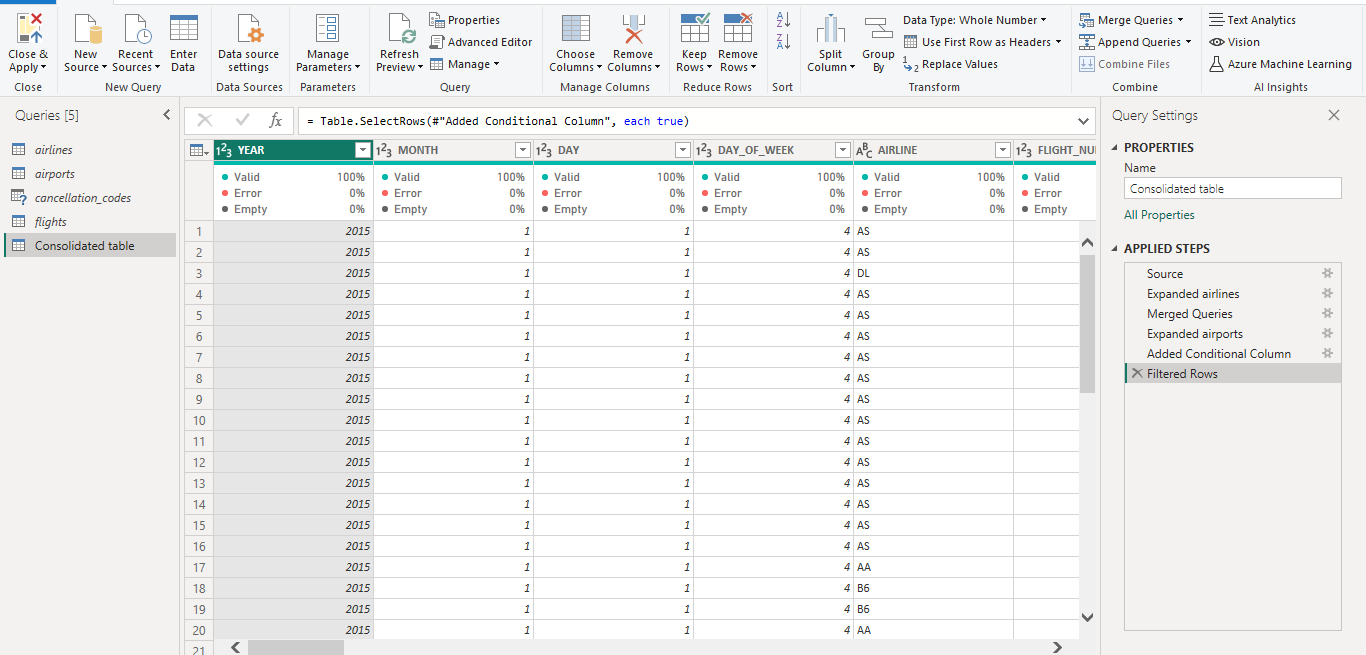 Close & Apply
New Source
Recent Sources
Enter Data
Data source settings
Manage Parameters
Refresh Preview
Properties
Advanced Editor
Manage
Choose Columns
Remove Columns
Keep Rows
Remove Rows
A Z
Z A
Split Column
Group By
Data Type: Whole Number
Use First Row as Headers
1 2 Replace Values
Merge Queries
Append Queries
Combine Files
Text Analytics
Vision
Azure Machine Learning
Close
New Query
Data Sources
Parameters
Query
Manage Columns
Reduce Rows
Sort
Transform
Combine
AI Insights
Queries [5]
airlines
airports
cancellation_codes
flights
Consolidated table
fx
= Table.SelectRows(#"Added Conditional Column", each true)
123 YEAR 123 MONTH 123 DAY 123 DAY_OF_WEEK ABC AIRLINE 123 FLIGHT_NU
Valid 100% Valid 100% Valid 100% Valid 100% Valid 100% Valid
Error 0% Error 0% Error 0% Error 0% Error 0% Error
Empty 0% Empty 0% Empty 0% Empty 0% Empty 0% Empty
1 2015 1 1 4 AS
2 2015 1 1 4 AS
3 2015 1 1 4 DL
4 2015 1 1 4 AS
5 2015 1 1 4 AS
6 2015 1 1 4 AS
7 2015 1 1 4 AS
8 2015 1 1 4 AS
9 2015 1 1 4 AS
10 2015 1 1 4 AS
11 2015 1 1 4 AS
12 2015 1 1 4 AS
13 2015 1 1 4 AS
14 2015 1 1 4 AS
15 2015 1 1 4 AS
16 2015 1 1 4 AS
17 2015 1 1 4 AA
18 2015 1 1 4 B6
19 2015 1 1 4 B6
20 2015 1 1 4 AA
21
Query Settings
PROPERTIES
Name
Consolidated table
All Properties
APPLIED STEPS
Source
Expanded airlines
Merged Queries
Expanded airports
Added Conditional Column
Filtered Rows